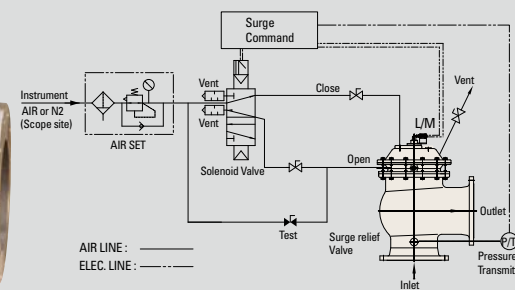 Surge
Command
Instrument
AIR or N2
(Scope site)
AIR SET
Vent
Vent
Solenoid Valve
Close
Open
Test
L/M
Vent
Outlet
Surge relief
Valve
Inlet
P/T
Pressure
Transmit
AIR LINE :
ELEC. LINE :